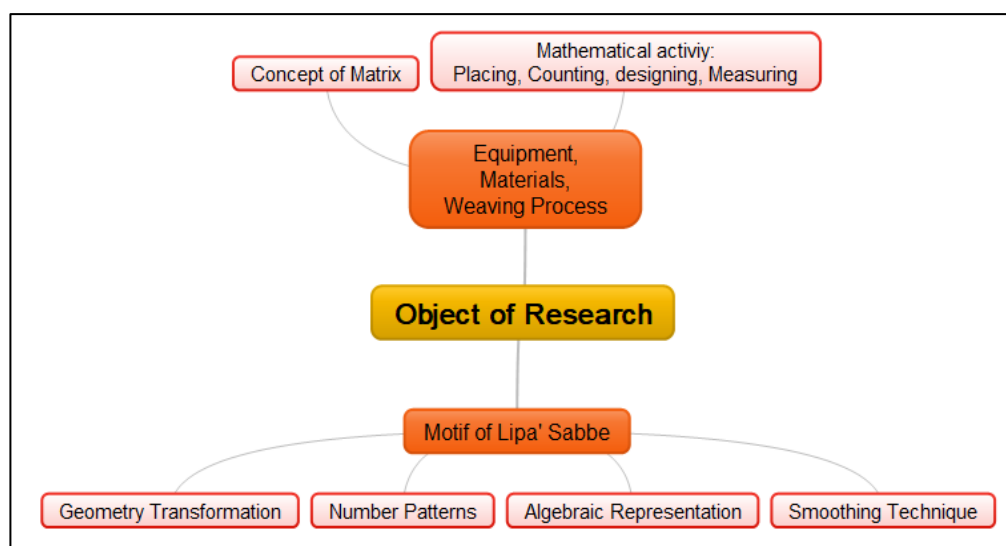 Concept of Matrix
Mathematical activiy:
Placing, Counting, designing, Measuring
Equipment,
Materials,
Weaving Process
Object of Research
Motif of Lipa' Sabbe
Geometry Transformation
Number Patterns
Algebraic Representation
Smoothing Technique